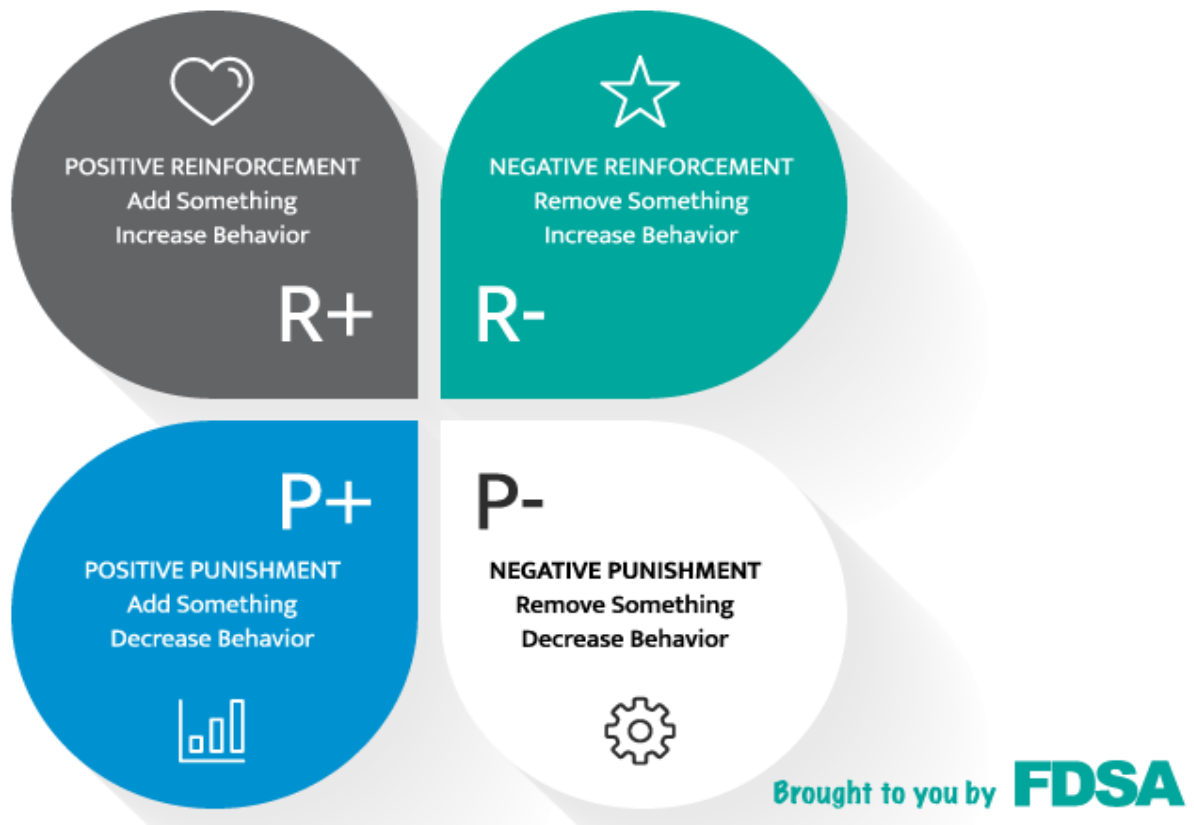 POSITIVE REINFORCEMENT
Add Something
Increase Behavior
R+
NEGATIVE REINFORCEMENT
Remove Something
Increase Behavior
R-
P+
POSITIVE PUNISHMENT
Add Something
Decrease Behavior
P-
NEGATIVE PUNISHMENT
Remove Something
Decrease Behavior
Brought to you by FDSA